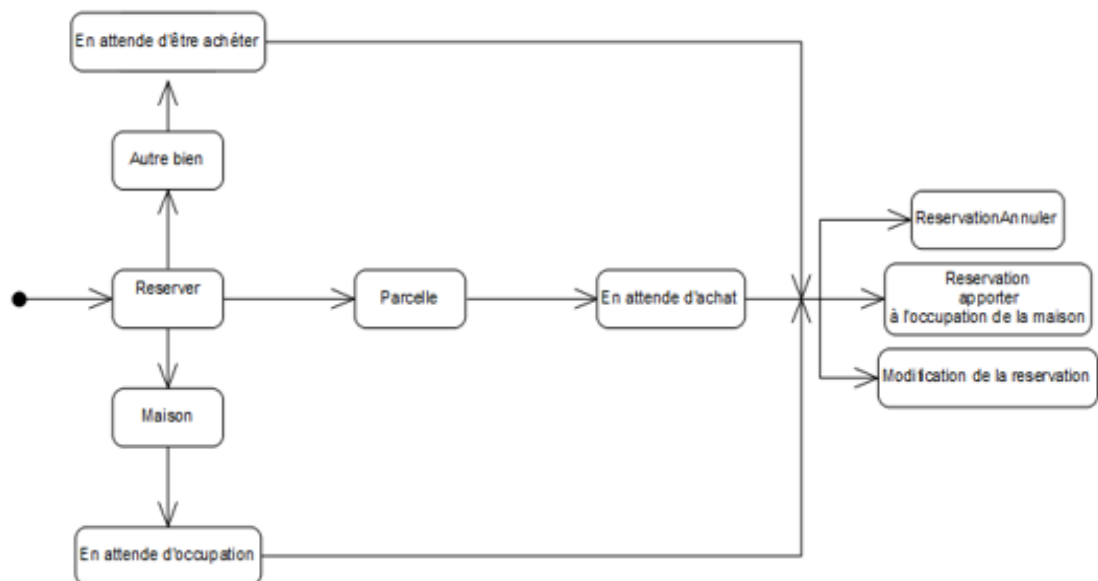 En attende d'être achéter
Autre bien
Reserver
Parcelle
En attende d'achat
Maison
En attende d'occupation
ReservationAnnuler
Reservation
apporter
à l'occupation de la maison
Modification de la reservation